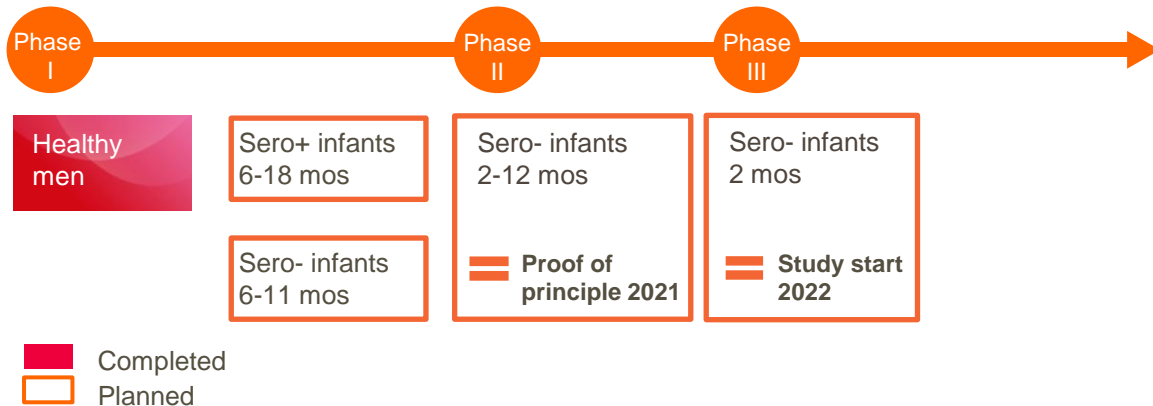 Phase
I
Phase
II
Phase
III
Healthy
men
Sero+ infants
6-18 mos
Sero- infants
6-11 mos
Sero- infants
2-12 mos
Proof of
principle 2021
Sero- infants
2 mos
Study start
2022
Completed
Planned